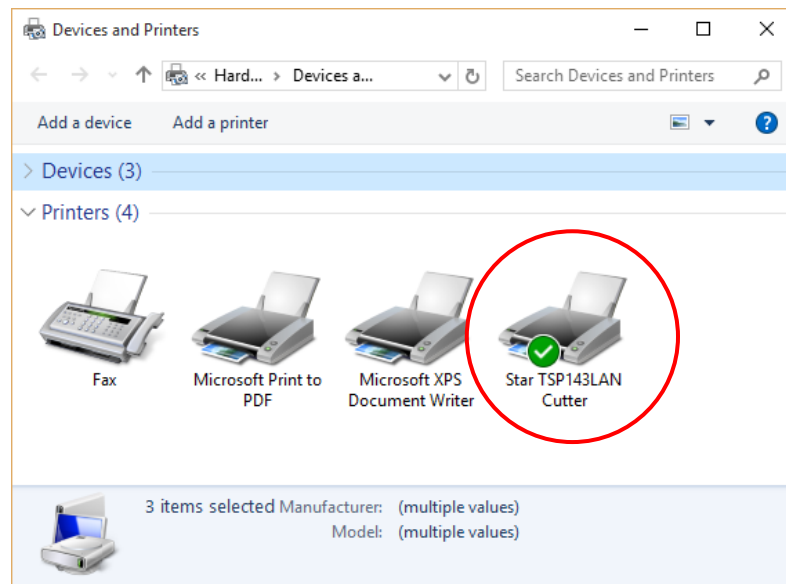 Devices and Printers
« Hard... › Devices a...
Search Devices and Printers
Add a device Add a printer
Devices (3)
Printers (4)
Fax
Microsoft Print to
PDF
Microsoft XPS
Document Writer
Star TSP143LAN
Cutter
3 items selected Manufacturer: (multiple values)
Model: (multiple values)